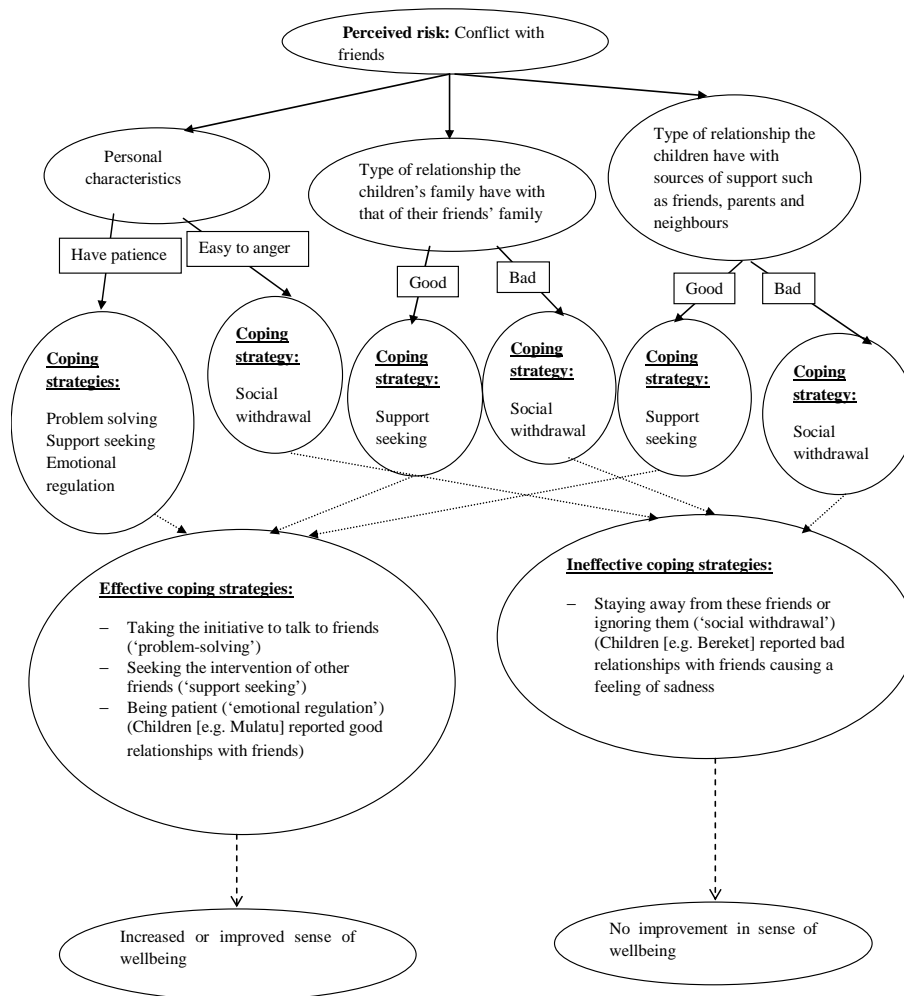 Perceived risk: Conflict with
friends
Personal
characteristics
Type of relationship the
children's family have with
that of their friends' family
Type of relationship the
children have with
sources of support such
as friends, parents and
neighbours
Have patience
Easy to anger
Good
Bad
Good
Bad
Coping
strategies:
Problem solving
Support seeking
Emotional
regulation
Coping
strategy:
Social
withdrawal
Coping
strategy:
Support
seeking
Coping
strategy:
Social
withdrawal
Coping
strategy:
Support
seeking
Coping
strategy:
Social
withdrawal
Effective coping strategies:
– Taking the initiative to talk to friends
('problem-solving')
– Seeking the intervention of other
friends ('support seeking')
– Being patient ('emotional regulation')
(Children [e.g. Mulatu] reported good
relationships with friends)
Ineffective coping strategies:
– Staying away from these friends or
ignoring them ('social withdrawal')
(Children [e.g. Bereket] reported bad
relationships with friends causing a
feeling of sadness
Increased or improved sense of
wellbeing
No improvement in sense of
wellbeing